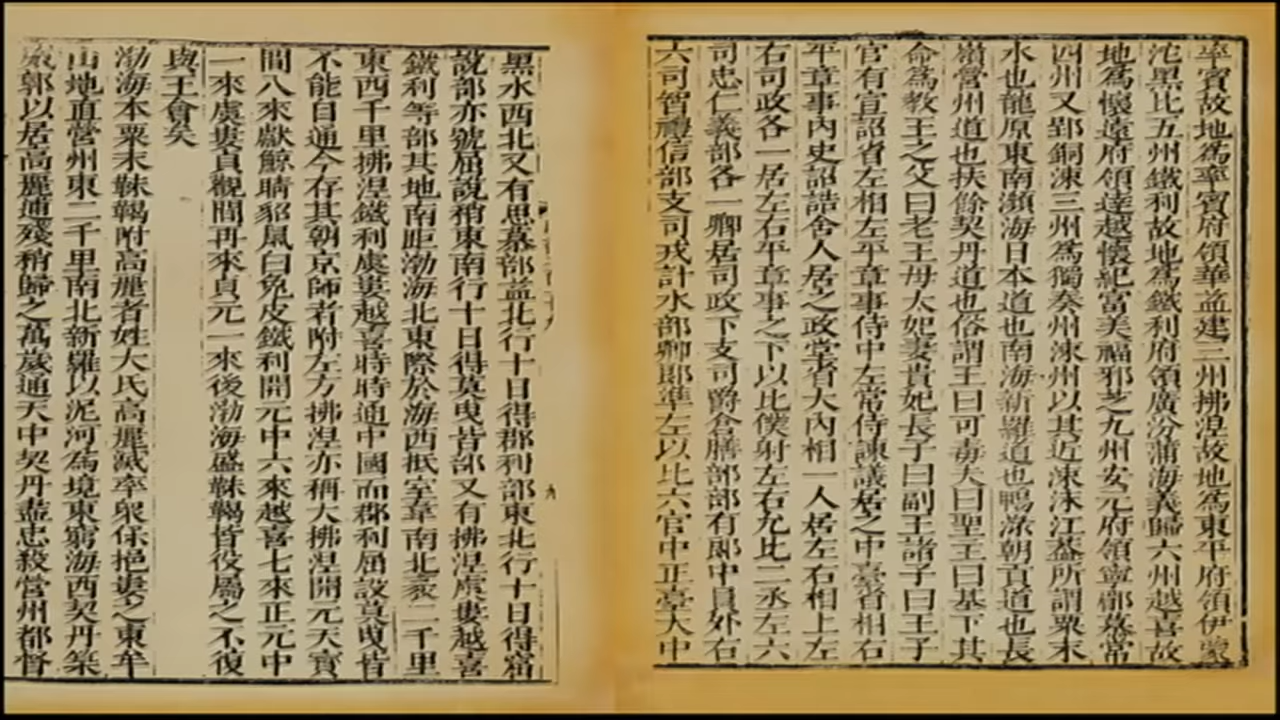 率賓故地為率賓府領華益建三州拂涅故地為東平府領伊蒙
沱黑比五州鐵利故地為鐵利府領廣汾蒲海義歸六州越喜故
地為懷遠府領達越懷紀富美福邪芝九州安元府領寧郿慕常
四州又郢銅涑三州為獨奏州涑州以其近涑沫江蓋所謂粟末
水也龍原東南瀕海日本道也南海新羅道也鴨淥朝貢道也長
嶺營州道也扶餘契丹道也俗謂王曰可毒夫曰聖王曰基下其
命為教王之父曰老王母太妃妻貴妃長子曰副王諸子曰王子
官有宣詔省左相左平章事侍中左常侍諫議居之中臺省相右
平章事內史詔誥舍人居之政堂省大內相一人居左右相上左
右司政各一居左右平章事之下以比僕射左右允比二丞左六
司忠仁義部各一卿居司政下支司爵倉膳部部有郎中員外右
六司智禮信部支司戎計水部卿郎準左以比六官中正臺大中
黑水西北又有思慕部益北行十日得郡利部東北行十日得窟
說部亦號屈說稍東南行十日得莫曳皆部又有拂涅虞婁越喜
鐵利等部其地南距渤海北東際於海西抵室韋南北袤二千里
東西千里拂涅鐵利虞婁越喜時時通中國而郡利屈設莫曳皆
不能自通今存其朝京師者附左方拂涅亦稱大拂涅開元天寶
間八來獻鯨睛貂鼠白兔皮鐵利開元中六來越喜七來正元中
一來虞婁貞觀間再來貞元一來後渤海盛靺鞨皆役屬之不復
與王會矣
渤海本粟末靺鞨附高麗者姓大氏高麗滅率衆保挹婁之東牟
山地直營州東二千里南北新羅以泥河為境東窮海西契丹築
城郭以居高麗逋殘稍歸之萬歲通天中契丹盡忠殺營州都督